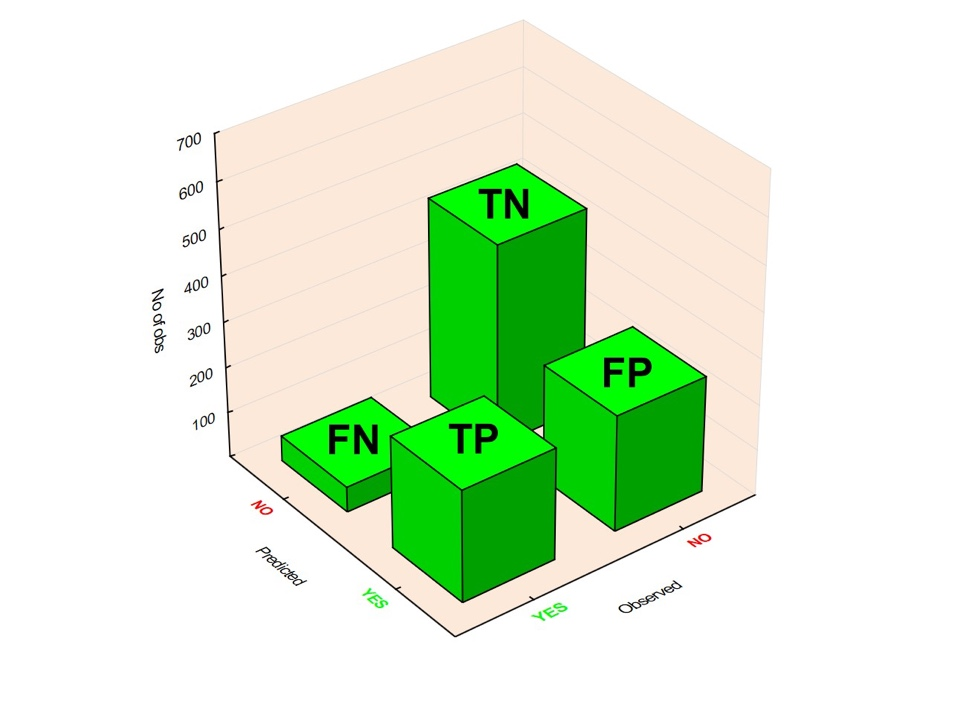 700
600
500
400
300
200
100
No of obs
TN
FP
FN
TP
NO
Predicted
YES
YES
Observed
NO